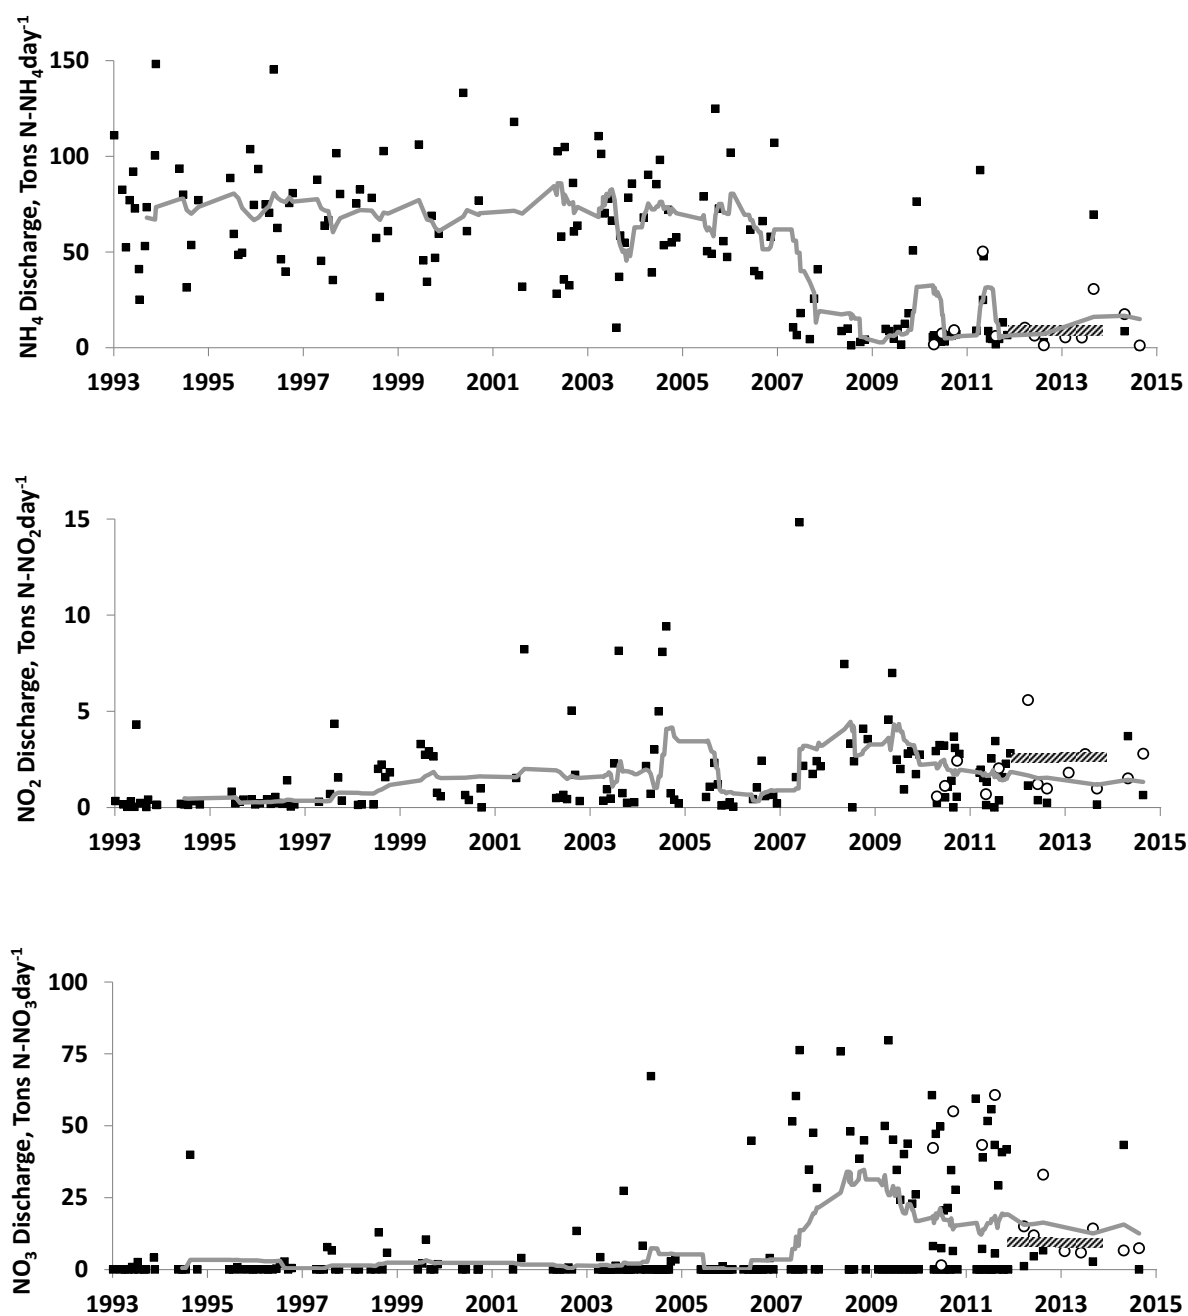 NH4 Discharge, Tons N-NH4day-1
150
100
50
0
1993 1995 1997 1999 2001 2003 2005 2007 2009 2011 2013 2015
NO2 Discharge, Tons N-NO2day-1
15
10
5
0
1993 1995 1997 1999 2001 2003 2005 2007 2009 2011 2013 2015
NO3 Discharge, Tons N-NO3day-1
100
75
50
25
0
1993 1995 1997 1999 2001 2003 2005 2007 2009 2011 2013 2015